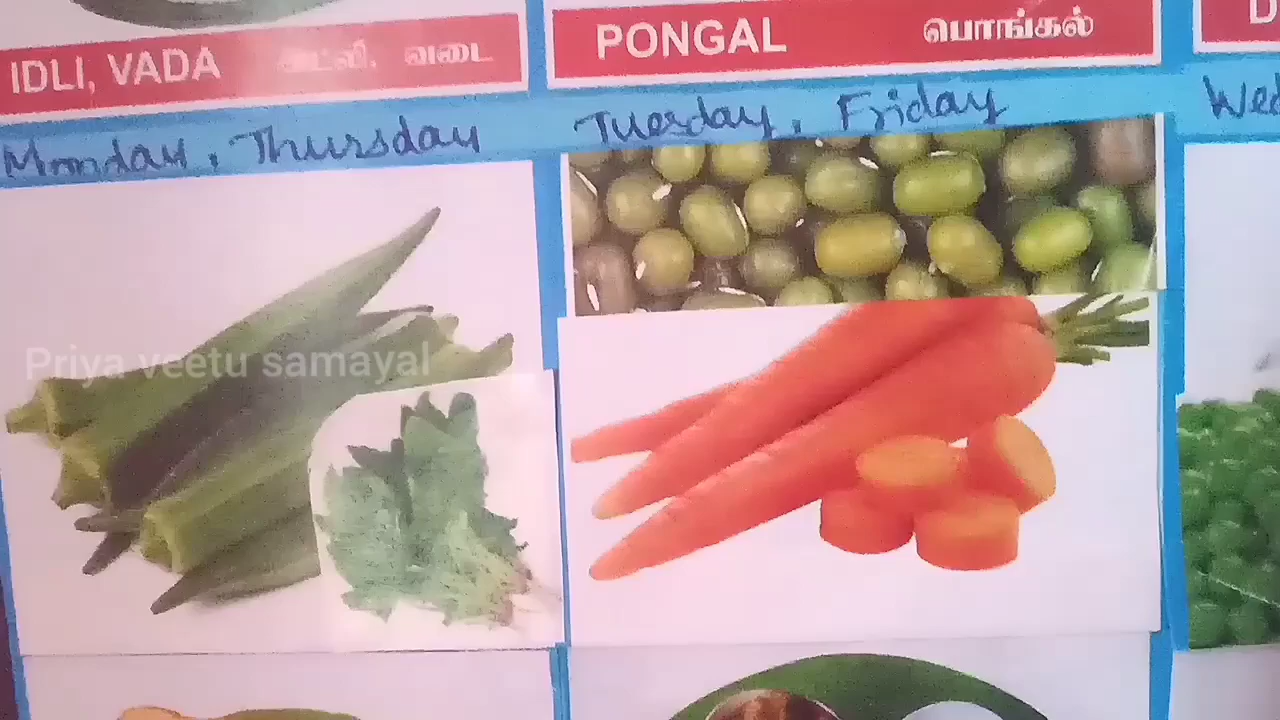 IDLI, VADA இட்லி, வடை
PONGAL பொங்கல்
Monday, Thursday
Tuesday, Friday
Priya veetu samayal